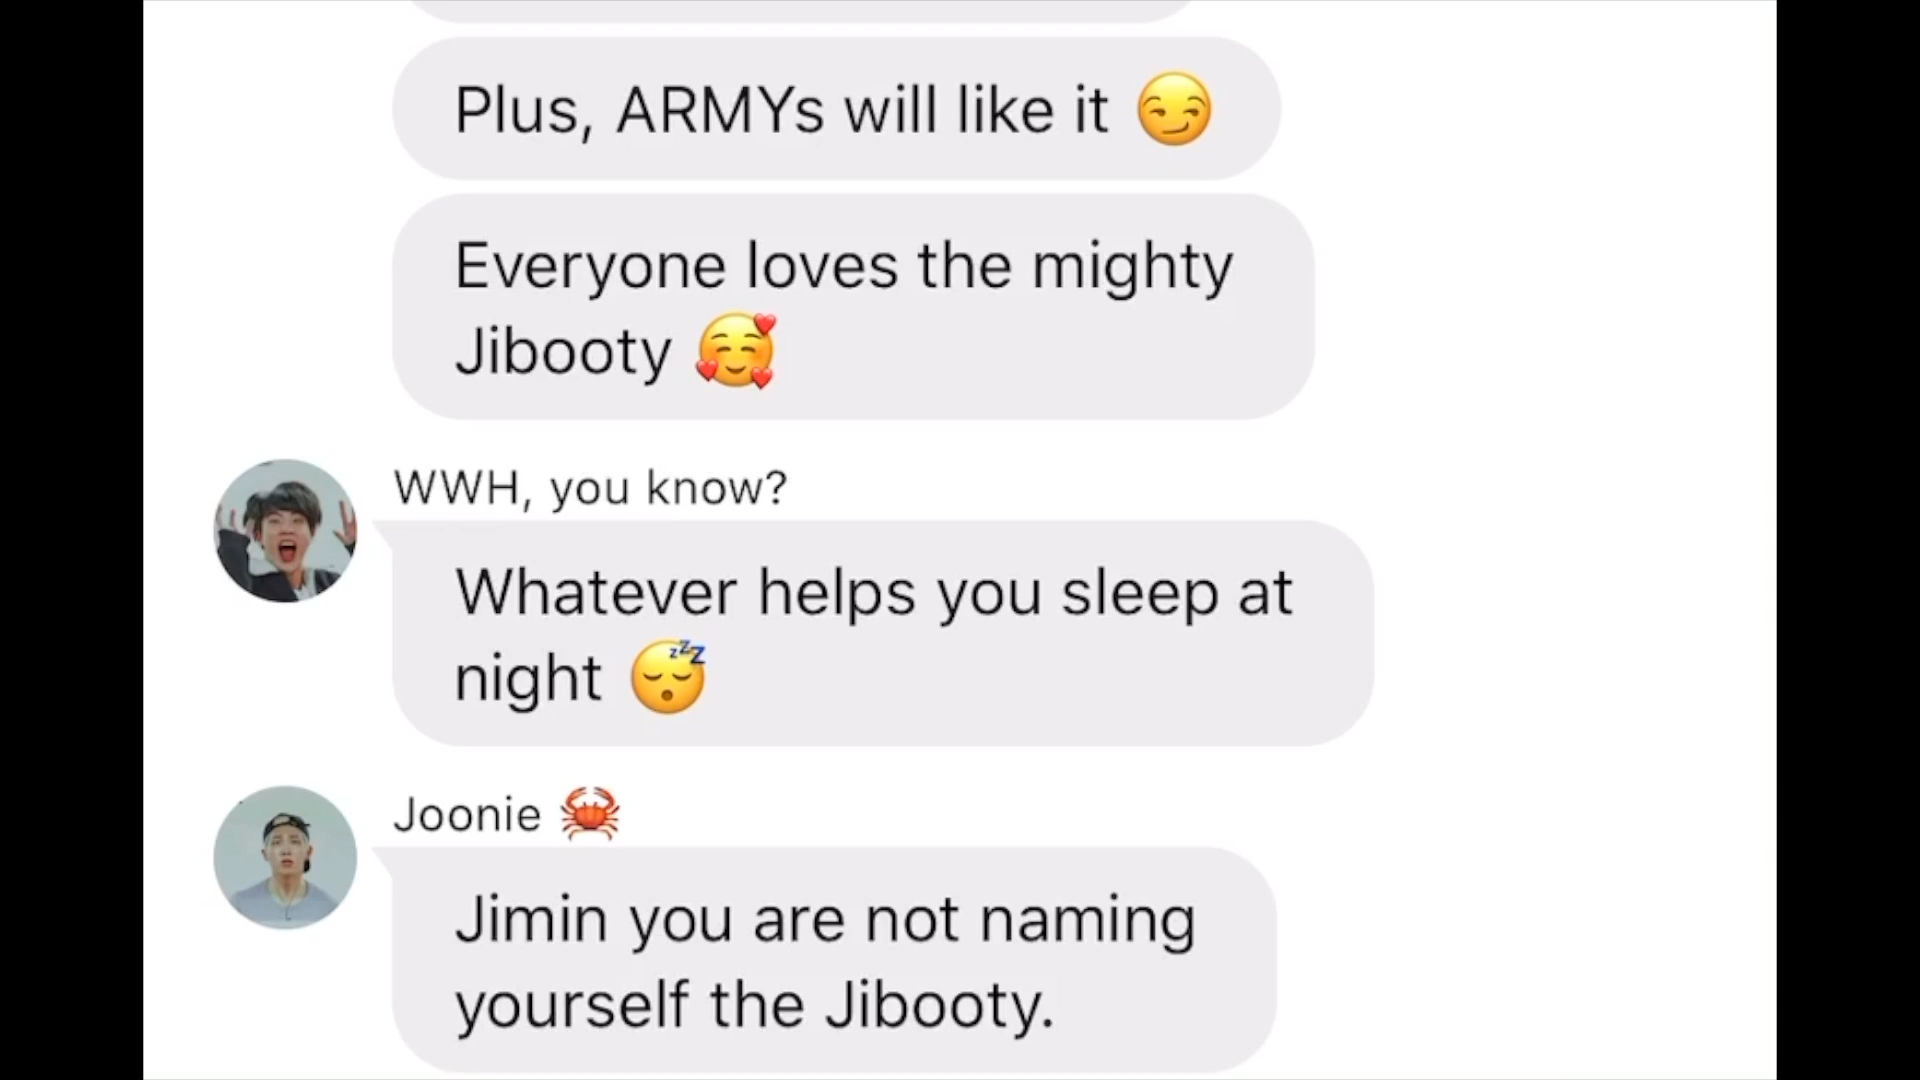 Plus, ARMYs will like it 😏
Everyone loves the mighty
Jibooty 🥰
WWH, you know?
Whatever helps you sleep at
night 😴
Joonie 🦀
Jimin you are not naming
yourself the Jibooty.